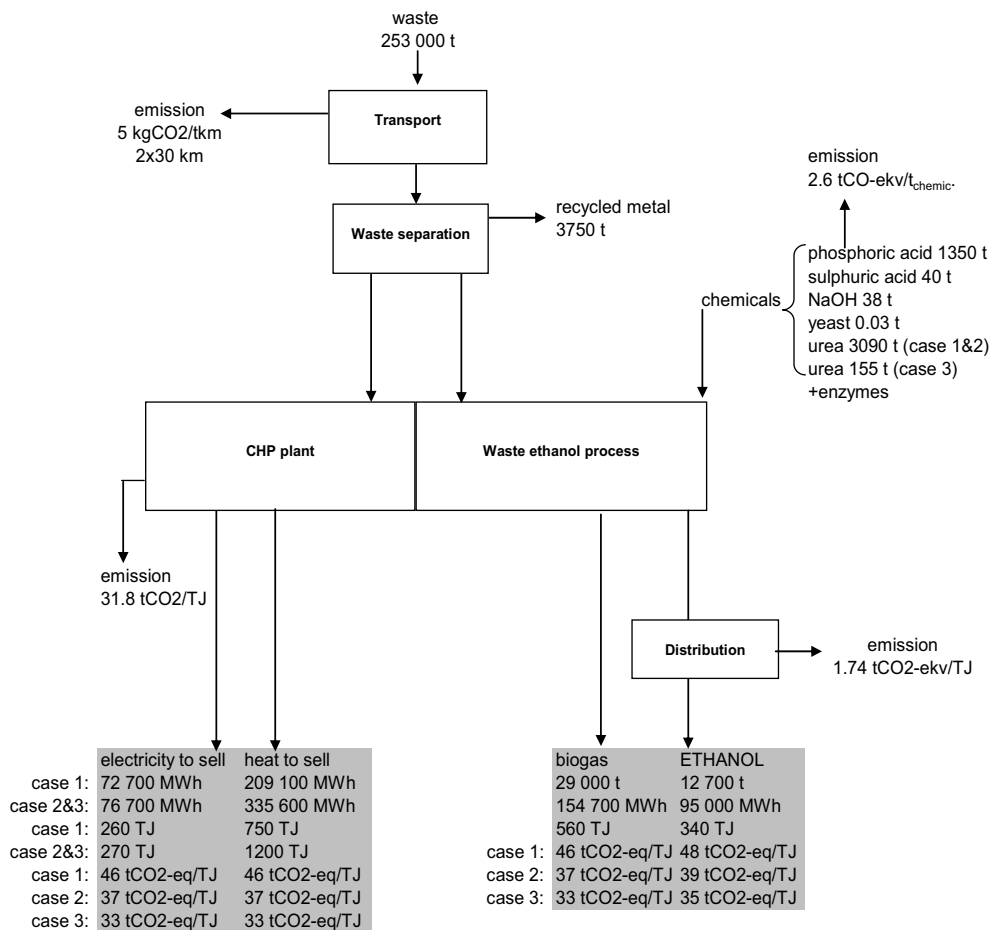 waste
253 000 t
Transport
emission
5 kgCO2/tkm
2x30 km
emission
2.6 tCO-ekv/tchemic.
Waste separation
recycled metal
3750 t
chemicals
phosphoric acid 1350 t
sulphuric acid 40 t
NaOH 38 t
yeast 0.03 t
urea 3090 t (case 1&2)
urea 155 t (case 3)
+enzymes
CHP plant
Waste ethanol process
emission
31.8 tCO2/TJ
Distribution
emission
1.74 tCO2-ekv/TJ
electricity to sell heat to sell
case 1: 72 700 MWh 209 100 MWh
case 2&3: 76 700 MWh 335 600 MWh
case 1: 260 TJ 750 TJ
case 2&3: 270 TJ 1200 TJ
case 1: 46 tCO2-eq/TJ 46 tCO2-eq/TJ
case 2: 37 tCO2-eq/TJ 37 tCO2-eq/TJ
case 3: 33 tCO2-eq/TJ 33 tCO2-eq/TJ
biogas ETHANOL
29 000 t 12 700 t
154 700 MWh 95 000 MWh
560 TJ 340 TJ
case 1: 46 tCO2-eq/TJ 48 tCO2-eq/TJ
case 2: 37 tCO2-eq/TJ 39 tCO2-eq/TJ
case 3: 33 tCO2-eq/TJ 35 tCO2-eq/TJ